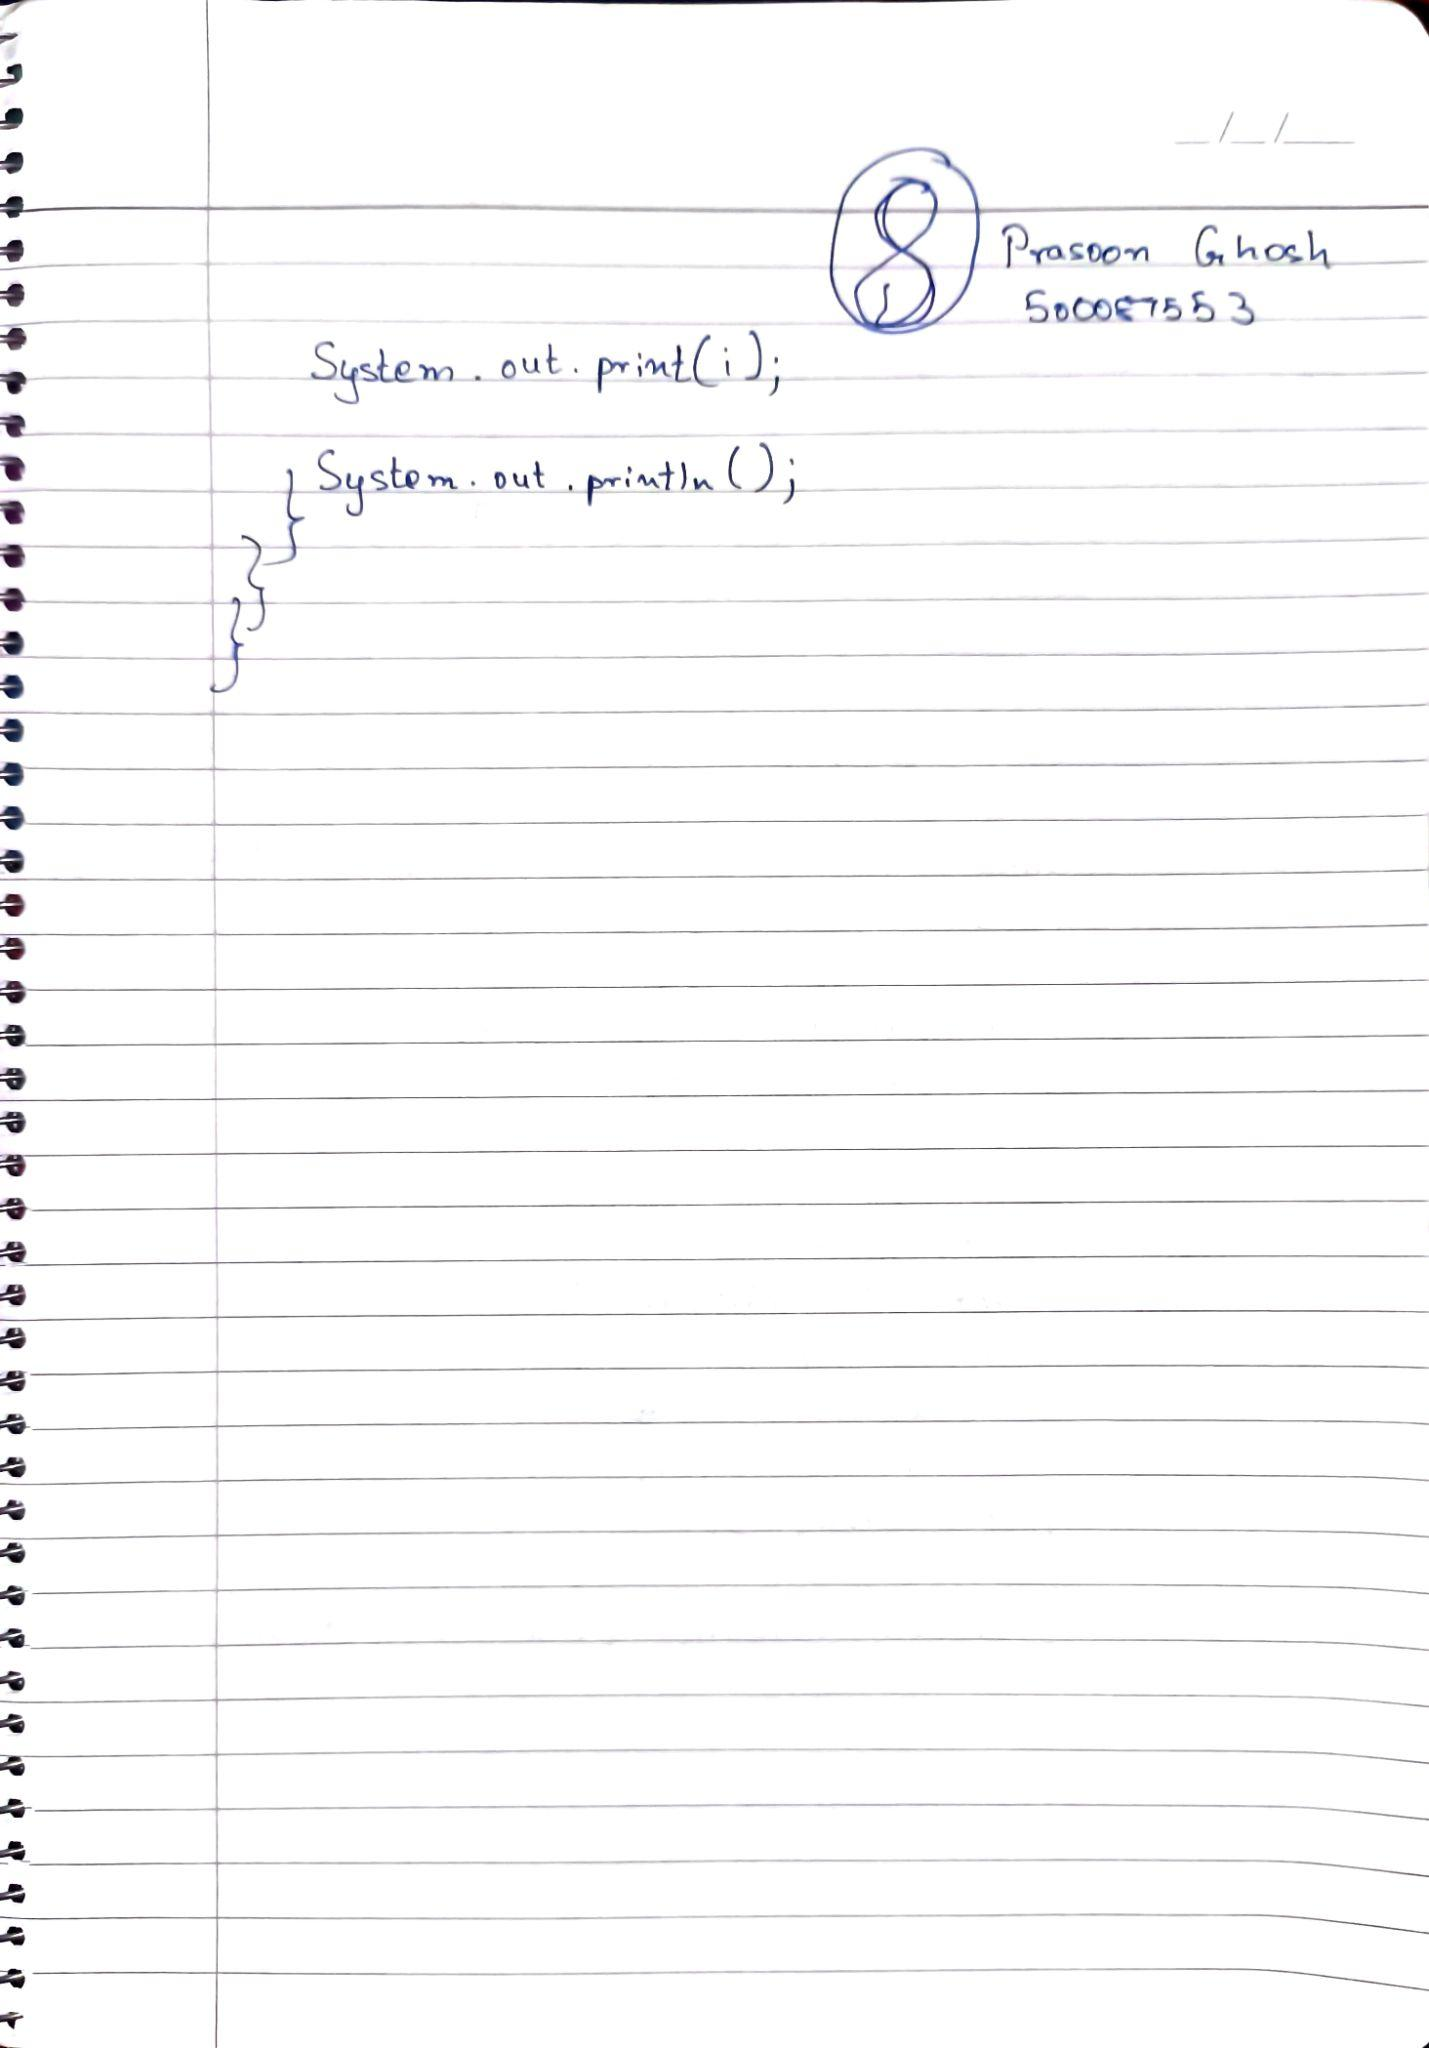 8
Prasoon Ghosh
500087553
System.out.print(i);
} System.out.println();
}
}